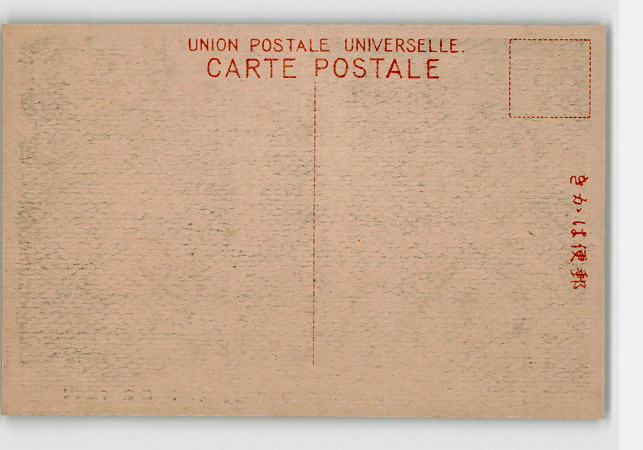 UNION POSTALE UNIVERSELLE.
CARTE POSTALE
きかは便郵